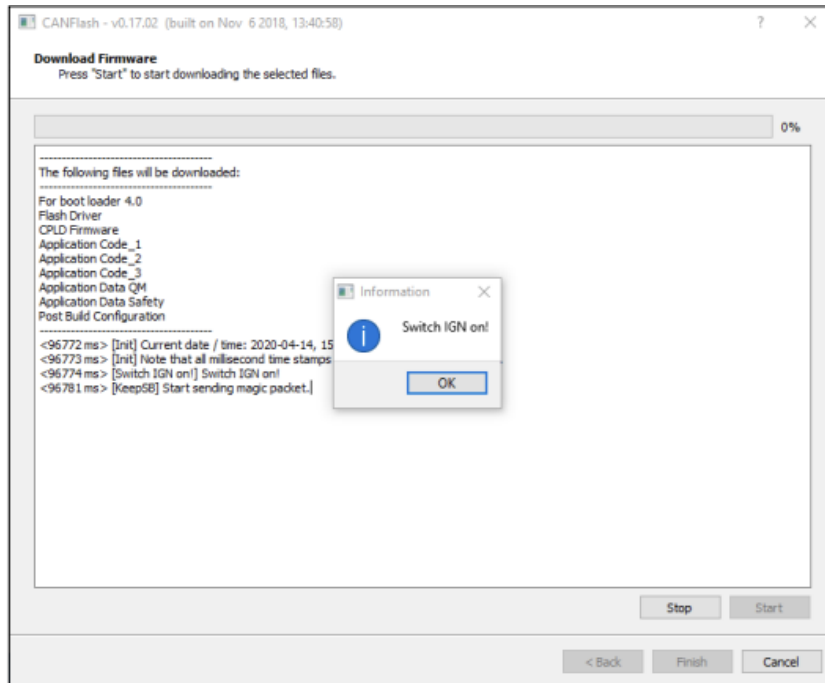 CANFlash - v0.17.02 (built on Nov 6 2018, 13:40:58)
?
Download Firmware
Press "Start" to start downloading the selected files.
0%
----------------------------------------
The following files will be downloaded:
----------------------------------------
For boot loader 4.0
Flash Driver
CPLD Firmware
Application Code_1
Application Code_2
Application Code_3
Application Data QM
Application Data Safety
Post Build Configuration
----------------------------------------
<96772 ms> [Init] Current date / time: 2020-04-14, 15
<96773 ms> [Init] Note that all millisecond time stamps
<96774 ms> [Switch IGN on!] Switch IGN on!
<96781 ms> [KeepSB] Start sending magic packet.
Information
Switch IGN on!
OK
Stop
Start
< Back
Finish
Cancel